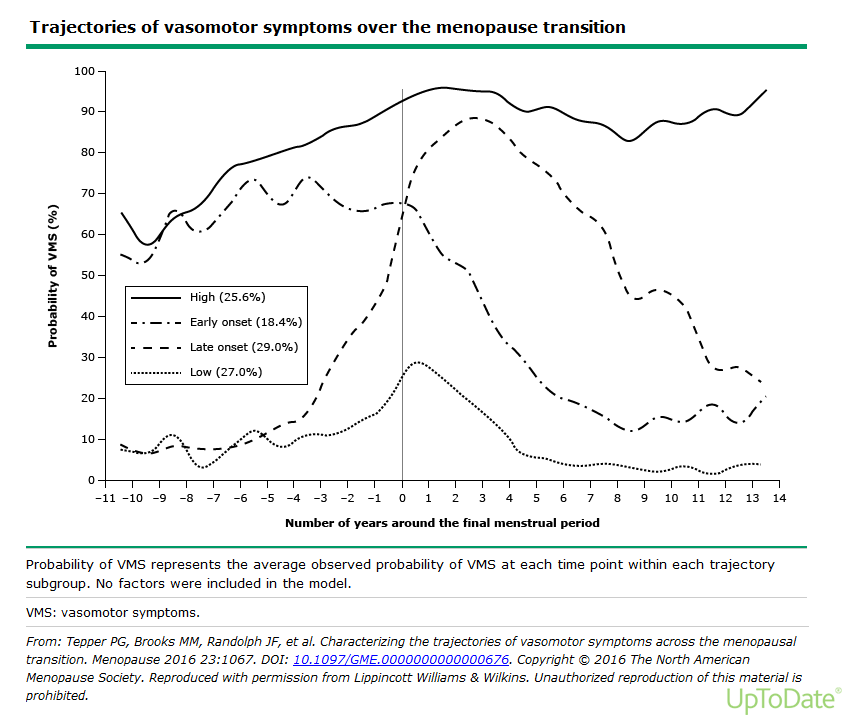 Trajectories of vasomotor symptoms over the menopause transition
100
90
80
70
60
50
40
30
20
10
0
Probability of VMS (%)
High (25.6%)
Early onset (18.4%)
Late onset (29.0%)
Low (27.0%)
–11 –10 –9 –8 –7 –6 –5 –4 –3 –2 –1 0 1 2 3 4 5 6 7 8 9 10 11 12 13 14
Number of years around the final menstrual period
Probability of VMS represents the average observed probability of VMS at each time point within each trajectory
subgroup. No factors were included in the model.
VMS: vasomotor symptoms.
From: Tepper PG, Brooks MM, Randolph JF, et al. Characterizing the trajectories of vasomotor symptoms across the menopausal
transition. Menopause 2016 23:1067. DOI: 10.1097/GME.0000000000000676. Copyright © 2016 The North American
Menopause Society. Reproduced with permission from Lippincott Williams & Wilkins. Unauthorized reproduction of this material is
prohibited.
UpToDate®